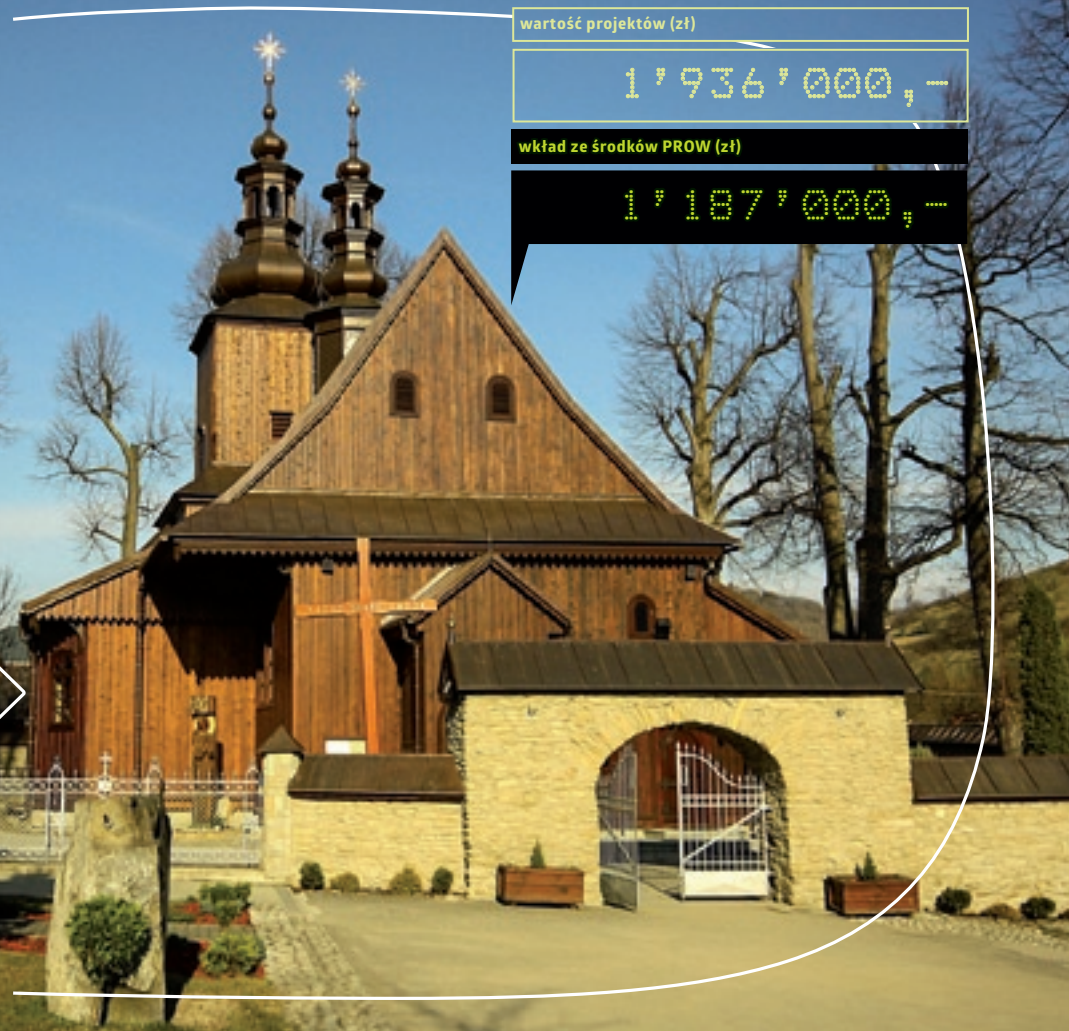 wartość projektów (zł)
1'936'000,-
wkład ze środków PROW (zł)
1'187'000,-